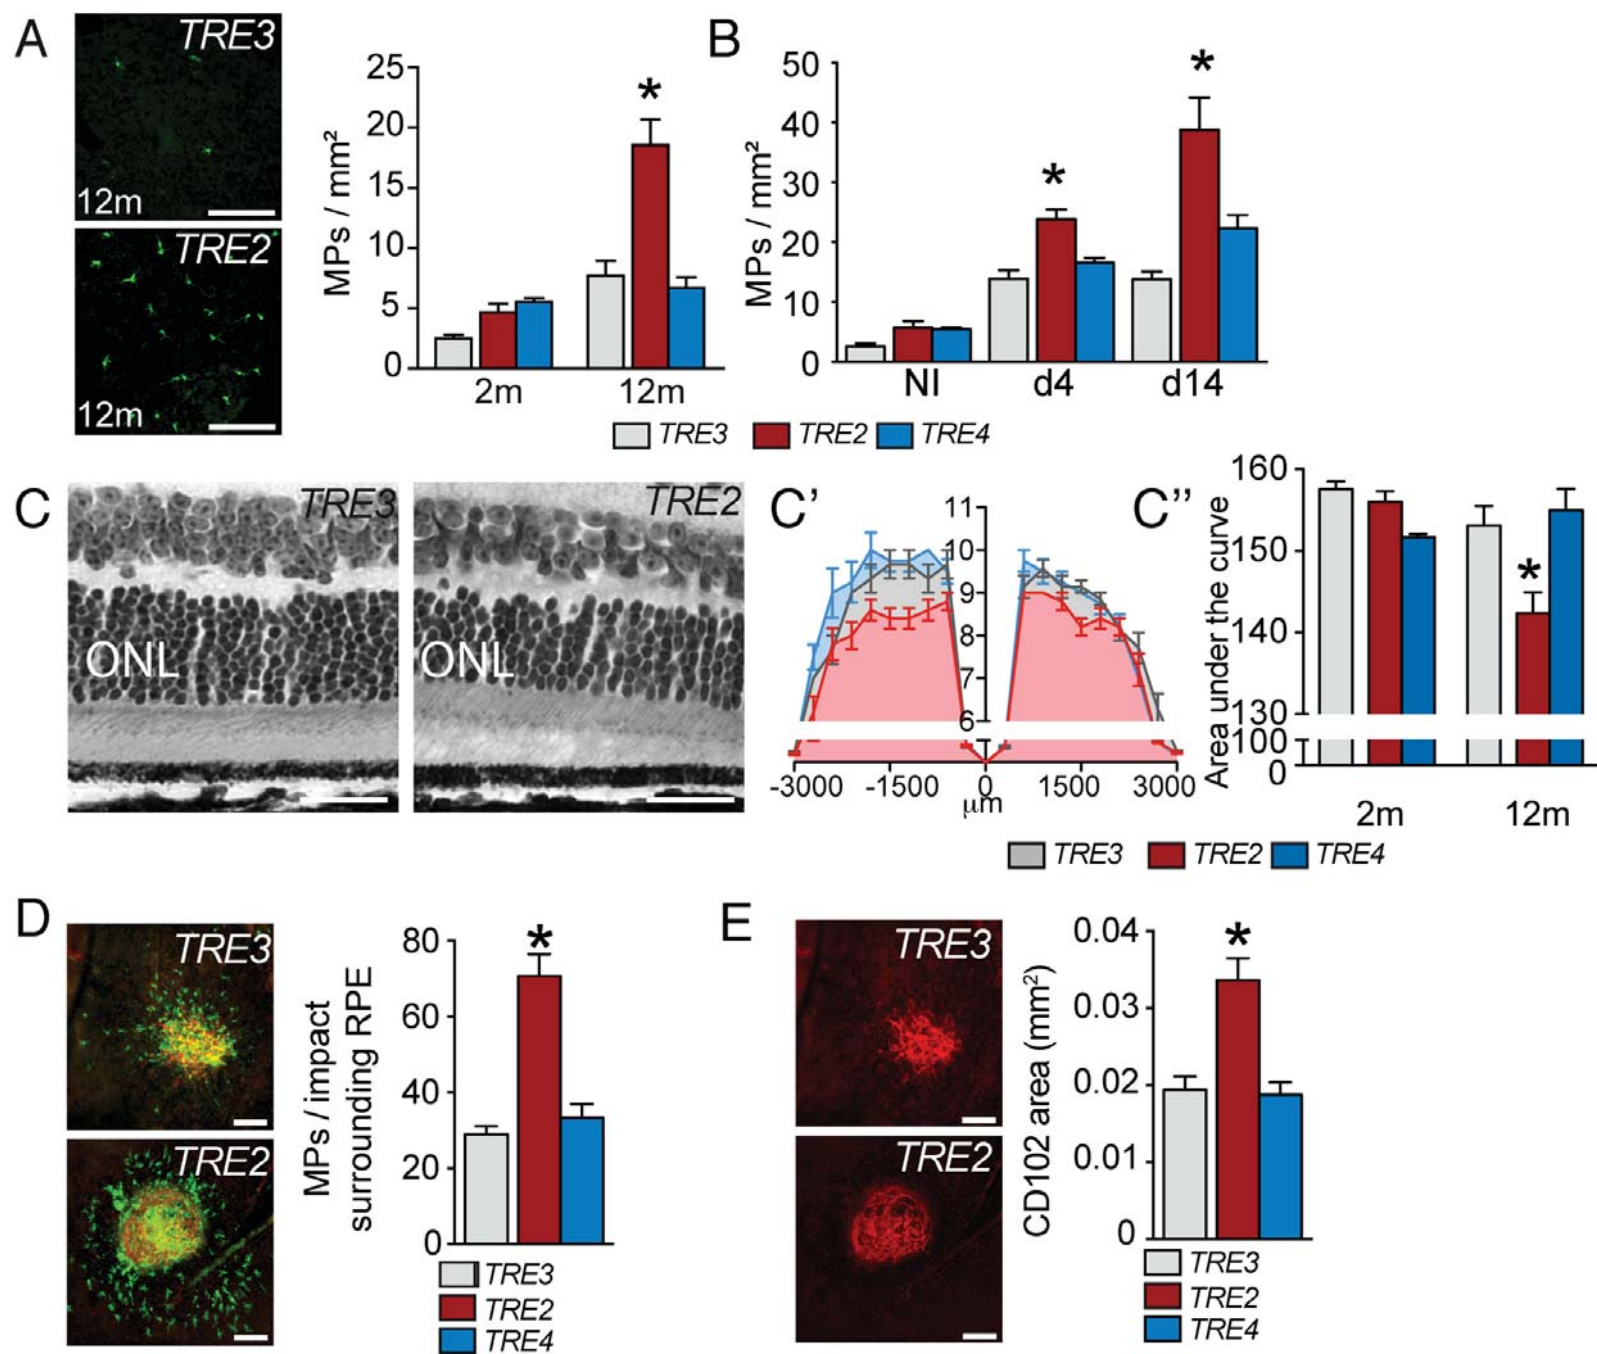 A
TRE3
12m
TRE2
12m
MPs / mm²
25
20
15
10
5
0
*
2m
12m
B
MPs / mm²
50
40
30
20
10
0
*
*
NI
d4
d14
TRE3
TRE2
TRE4
C
TRE3
ONL
TRE2
ONL
C'
11
10
9
8
7
6
-3000
-1500
0
1500
3000
μm
C''
Area under the curve
160
150
140
130
100
0
*
2m
12m
TRE3
TRE2
TRE4
D
TRE3
TRE2
MPs / impact
surrounding RPE
80
60
40
20
0
*
TRE3
TRE2
TRE4
E
TRE3
TRE2
CD102 area (mm²)
0.04
0.03
0.02
0.01
0
*
TRE3
TRE2
TRE4